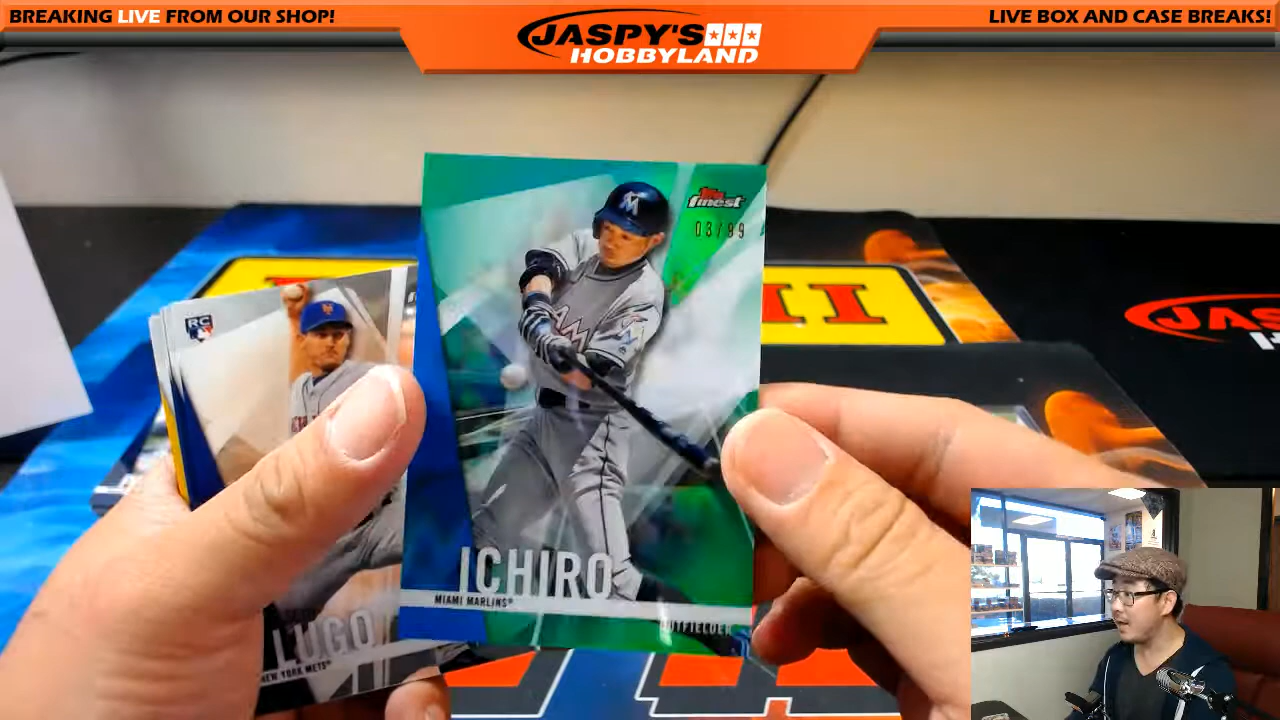 BREAKING LIVE FROM OUR SHOP!
JASPY'S
HOBBYLAND
LIVE BOX AND CASE BREAKS!
Topps
finest
03/99
RC
M
ICHIRO
MIAMI MARLINS®
OUTFIELDER
LUGO
NEW YORK METS®